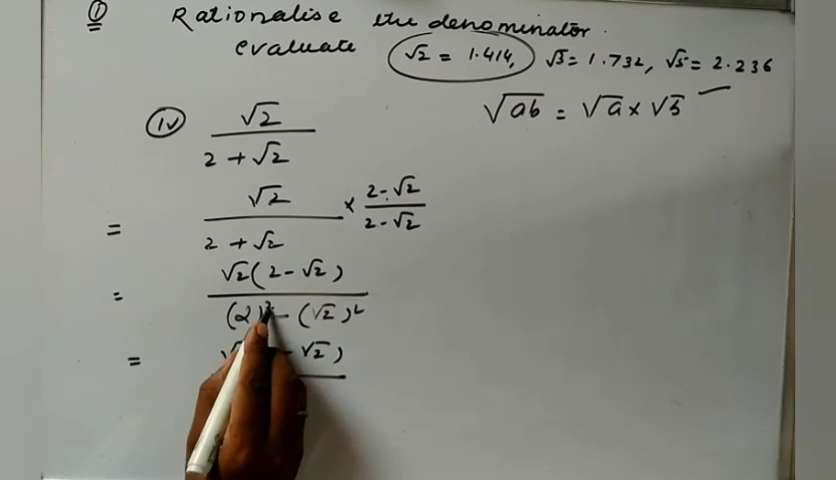 ① Rationalise the denominator.
evaluate √2 = 1.414, √3 = 1.732, √5 = 2.236
√ab = √a × √b
(iv) √2 / 2 + √2
= √2 / 2 + √2 × 2 - √2 / 2 - √2
= √2 (2 - √2) / (2)² - (√2)²
= - √2)